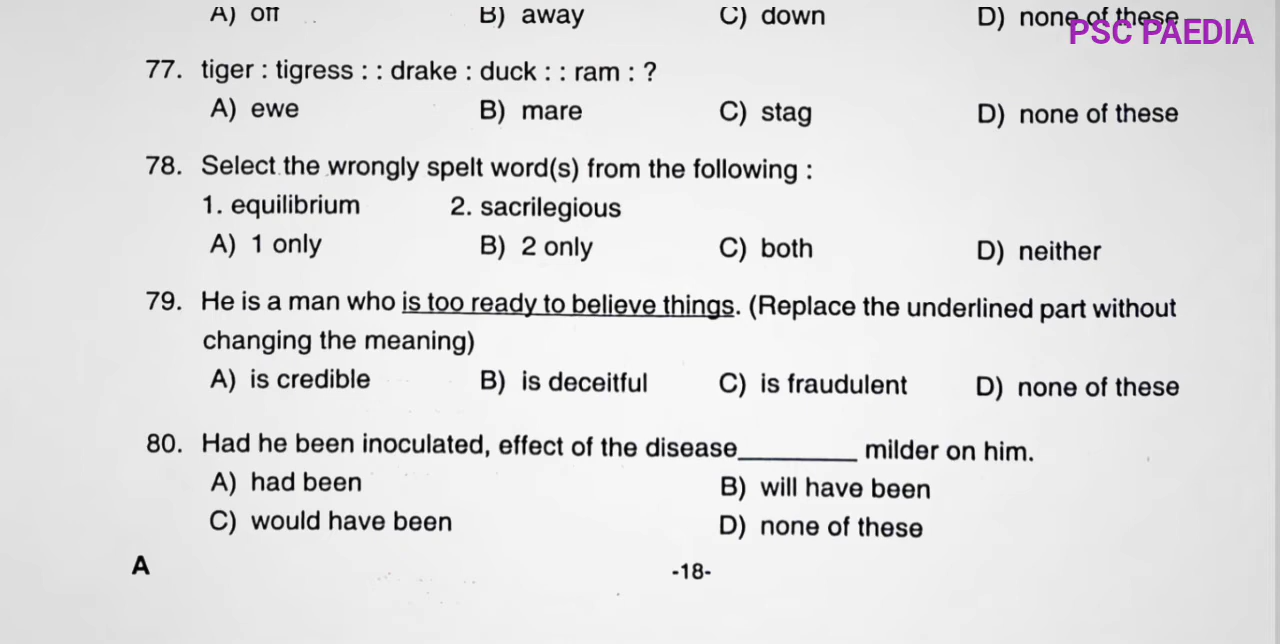 A) off B) away C) down D) none of these
PSC PAEDIA
77. tiger : tigress : : drake : duck : : ram : ?
A) ewe B) mare C) stag D) none of these
78. Select the wrongly spelt word(s) from the following :
1. equilibrium 2. sacrilegious
A) 1 only B) 2 only C) both D) neither
79. He is a man who is too ready to believe things. (Replace the underlined part without
changing the meaning)
A) is credible B) is deceitful C) is fraudulent D) none of these
80. Had he been inoculated, effect of the disease________ milder on him.
A) had been B) will have been
C) would have been D) none of these
A -18-